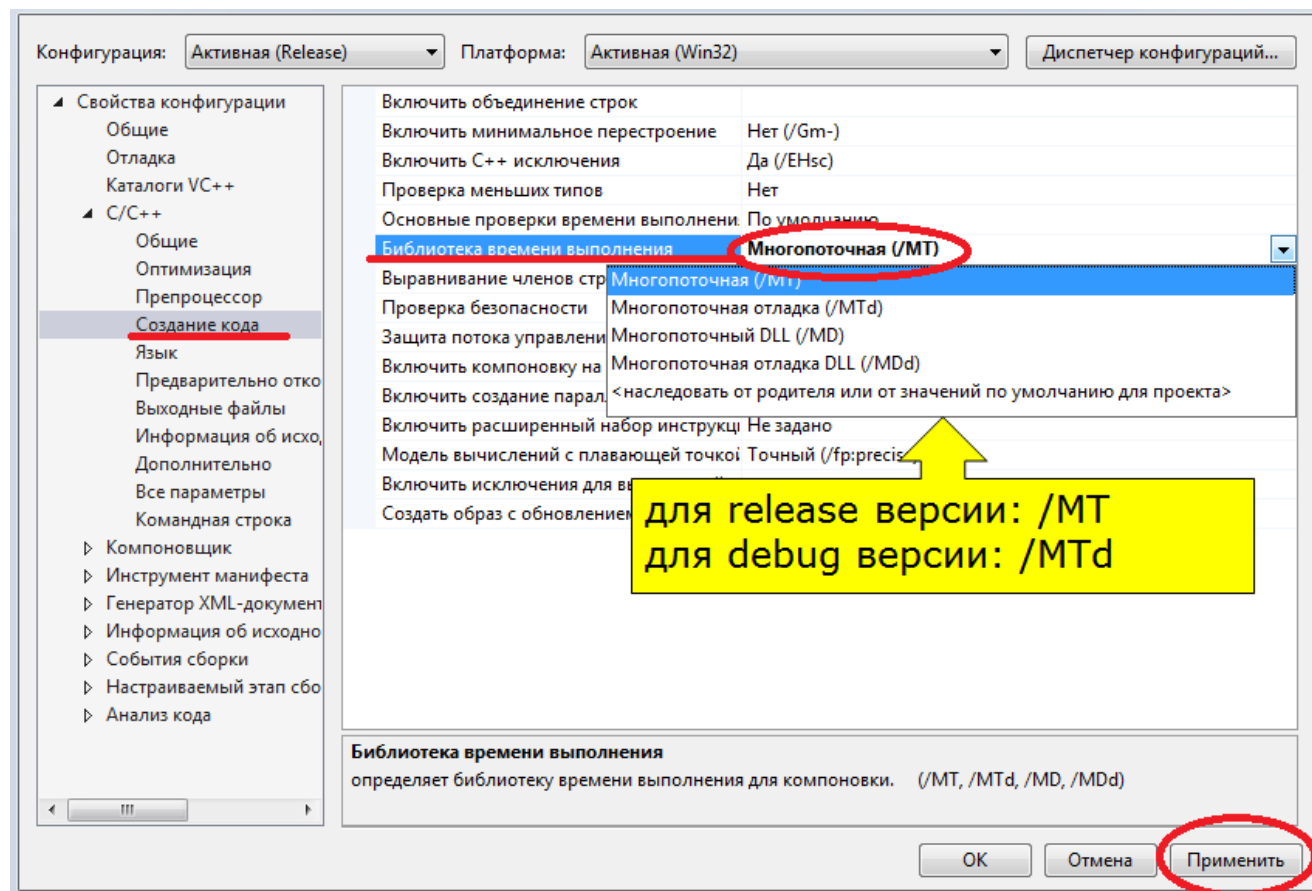 Конфигурация: Активная (Release) Платформа: Активная (Win32) Диспетчер конфигураций...
Свойства конфигурации
Общие
Отладка
Каталоги VC++
C/C++
Общие
Оптимизация
Препроцессор
Создание кода
Язык
Предварительно отко
Выходные файлы
Информация об исхо
Дополнительно
Все параметры
Командная строка
Компоновщик
Инструмент манифеста
Генератор XML-документ
Информация об исходно
События сборки
Настраиваемый этап сбо
Анализ кода
Включить объединение строк
Включить минимальное перестроение Нет (/Gm-)
Включить C++ исключения Да (/EHsc)
Проверка меньших типов Нет
Основные проверки времени выполнени По умолчанию
Библиотека времени выполнения Многопоточная (/MT)
Выравнивание членов стр
Проверка безопасности
Защита потока управлени
Включить компоновку на
Включить создание парал
Включить расширенный набор инструкц Не задано
Модель вычислений с плавающей точкой Точный (/fp:precis
Включить исключения для вы
Создать образ с обновлением
Многопоточная (/MT)
Многопоточная отладка (/MTd)
Многопоточный DLL (/MD)
Многопоточная отладка DLL (/MDd)
<наследовать от родителя или от значений по умолчанию для проекта>
для release версии: /MT
для debug версии: /MTd
Библиотека времени выполнения
определяет библиотеку времени выполнения для компоновки. (/MT, /MTd, /MD, /MDd)
OK Отмена Применить